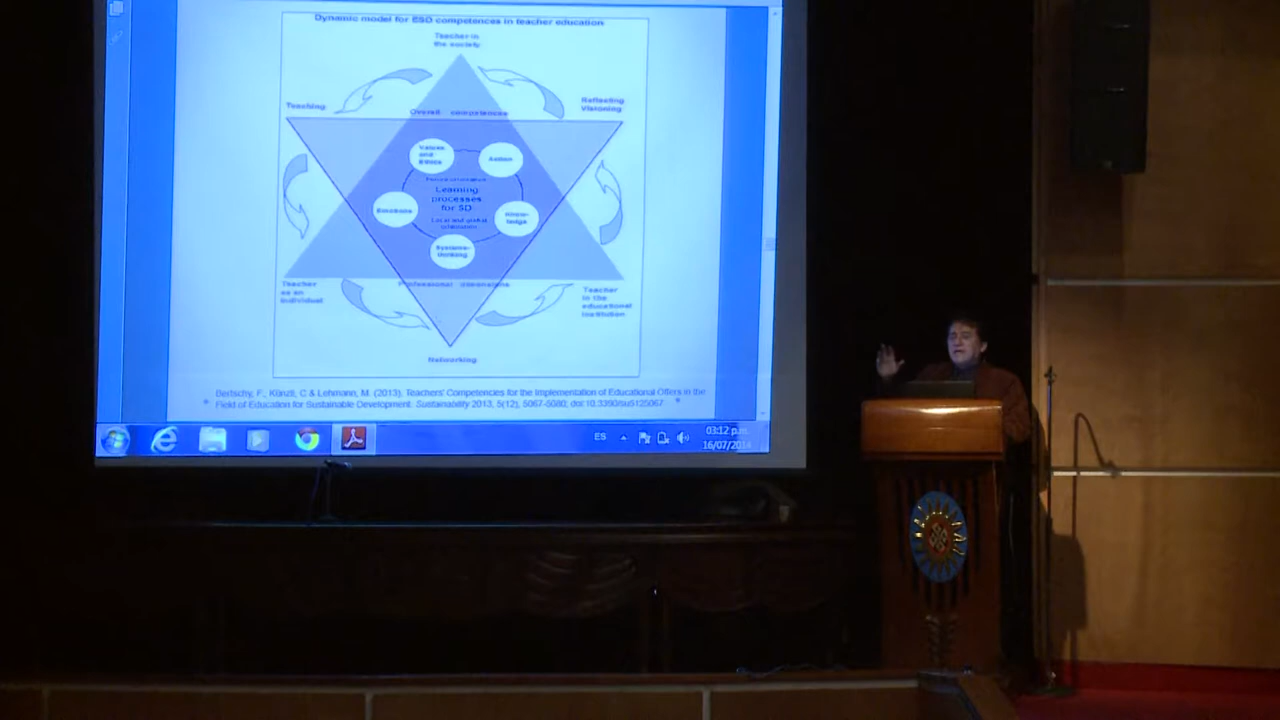 Dynamic model for ESD competences in teacher education
Teacher in
the society
Teaching
Reflecting
Visioning
Overall competences
Values
and
Ethics
Action
Learning
processes
for SD
Emotions
Know-
ledge
Local and global
Systems-
thinking
Teacher
as an
individual
Professional dimensions
Teacher
in the
educational
institution
Networking
Bertschy, F., Künzli, C & Lehmann, M. (2013). Teachers' Competencies for the Implementation of Educational Offers in the
Field of Education for Sustainable Development. Sustainability 2013, 5(12), 5067-5080; doi:10.3390/su5125067
ES
03:12 p.m.
16/07/2014